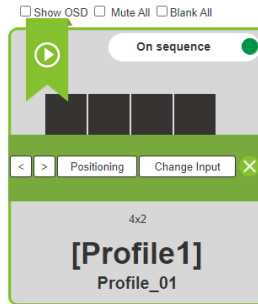 Show OSD Mute All Blank All
On sequence
< > Positioning Change Input X
4x2
[Profile1]
Profile_01